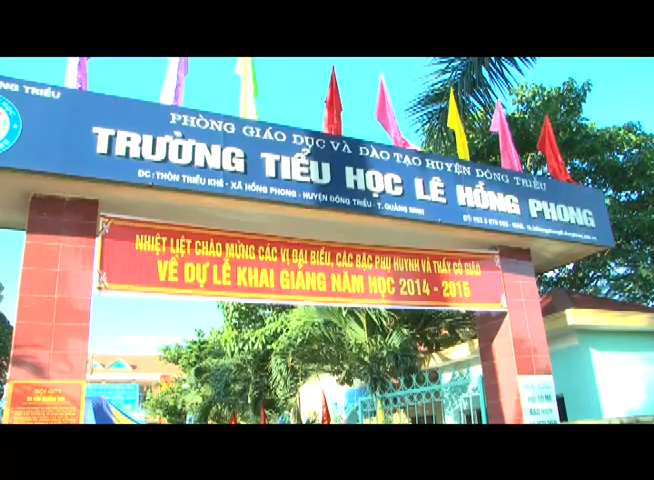 PHÒNG GIÁO DỤC VÀ ĐÀO TẠO HUYỆN ĐÔNG TRIỀU
TRƯỜNG TIỂU HỌC LÊ HỒNG PHONG
ĐC: THÔN TRIỀU KHÊ - XÃ HỒNG PHONG - HUYỆN ĐÔNG TRIỀU - T. QUẢNG NINH
NHIỆT LIỆT CHÀO MỪNG CÁC VỊ ĐẠI BIỂU, CÁC BẬC PHỤ HUYNH VÀ THẦY CÔ GIÁO
VỀ DỰ LỄ KHAI GIẢNG NĂM HỌC 2014 - 2015